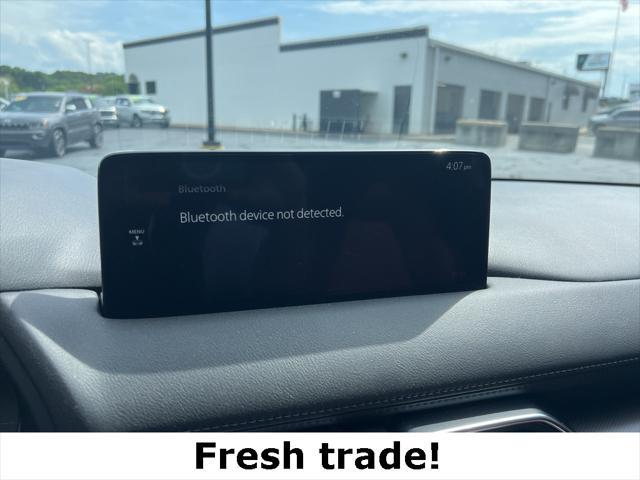 4:07 pm
Bluetooth
Bluetooth device not detected.
MENU
Fresh trade!